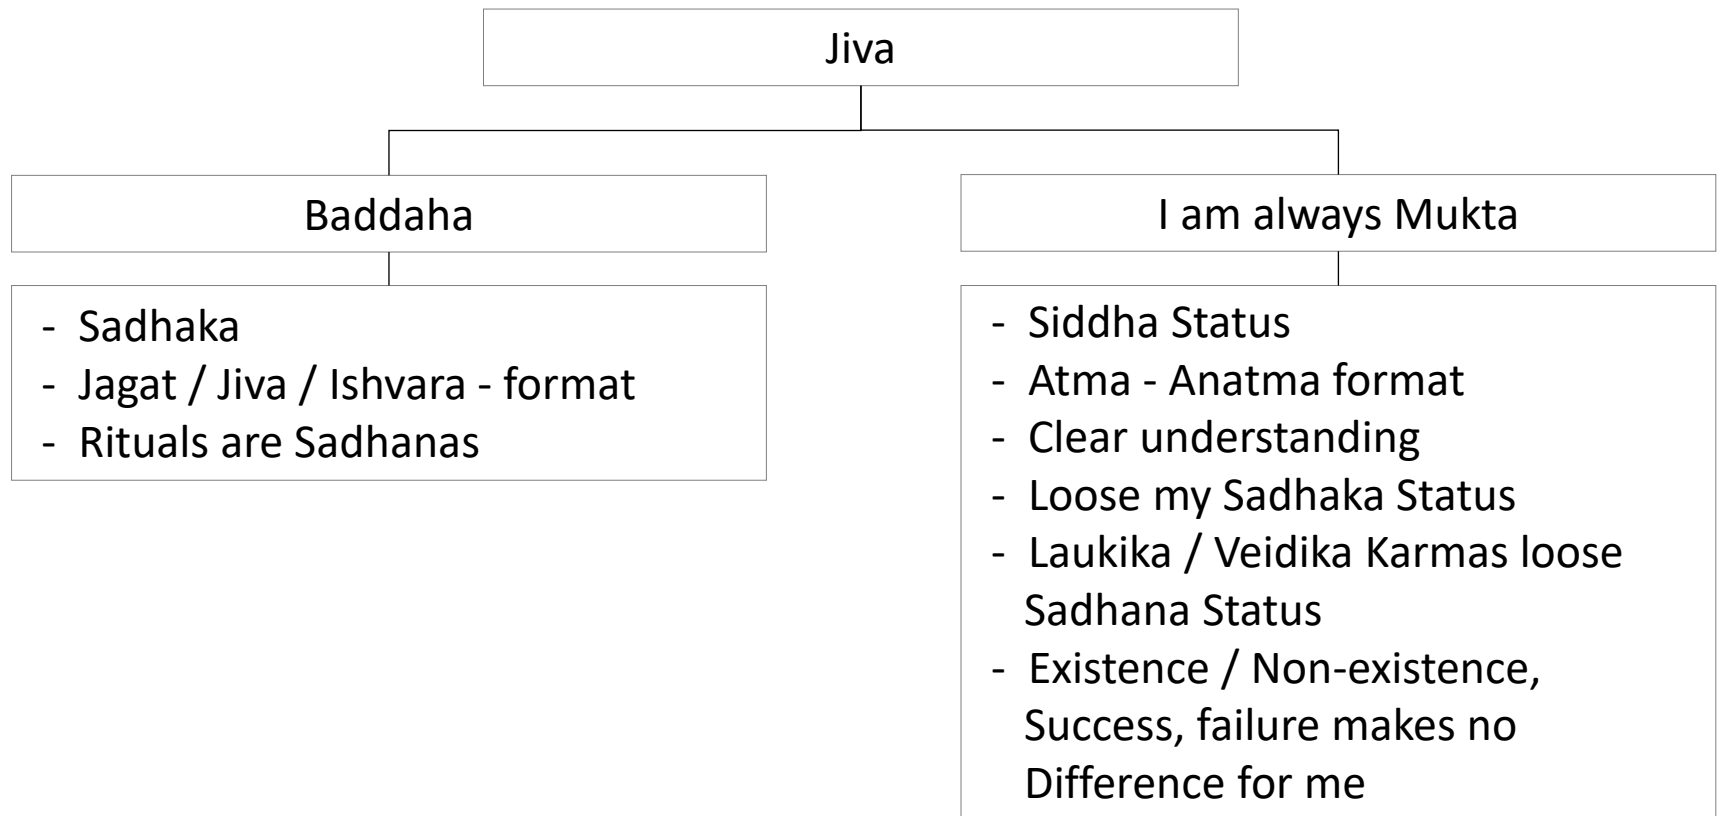 Jiva
Baddaha
I am always Mukta
- Sadhaka
- Jagat / Jiva / Ishvara - format
- Rituals are Sadhanas
- Siddha Status
- Atma - Anatma format
- Clear understanding
- Loose my Sadhaka Status
- Laukika / Veidika Karmas loose
Sadhana Status
- Existence / Non-existence,
Success, failure makes no
Difference for me